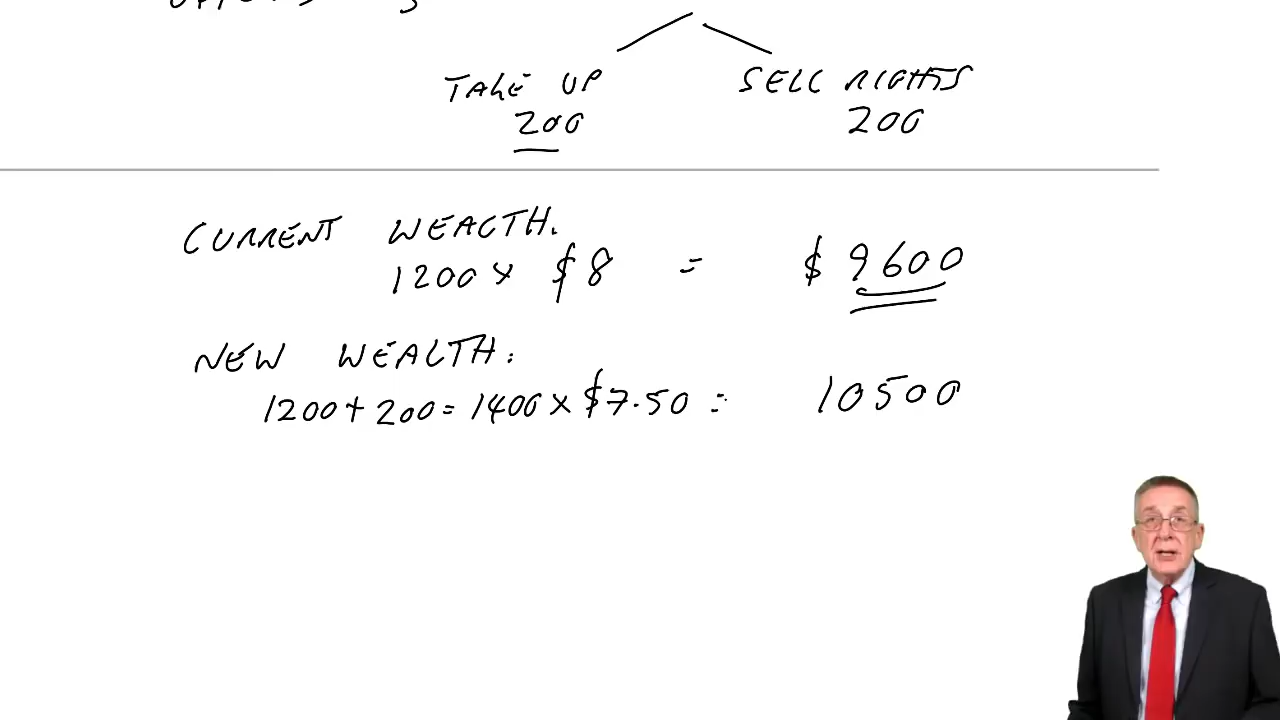 TAKE UP
200
SELL RIGHTS
200
CURRENT WEALTH.
1200 x $8 = $ 9600
NEW WEALTH:
1200 + 200 = 1400 x $7.50 = 10500